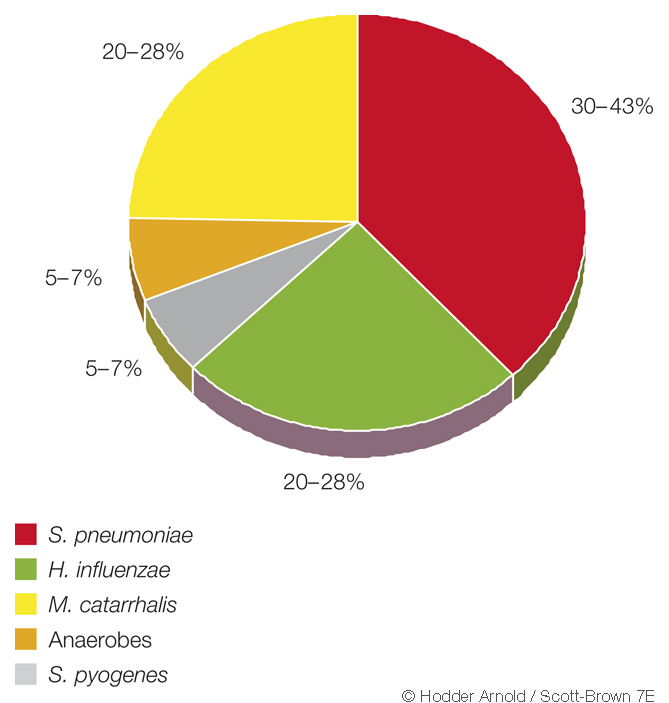 20–28%
30–43%
5–7%
5–7%
20–28%
S. pneumoniae
H. influenzae
M. catarrhalis
Anaerobes
S. pyogenes
© Hodder Arnold / Scott-Brown 7E